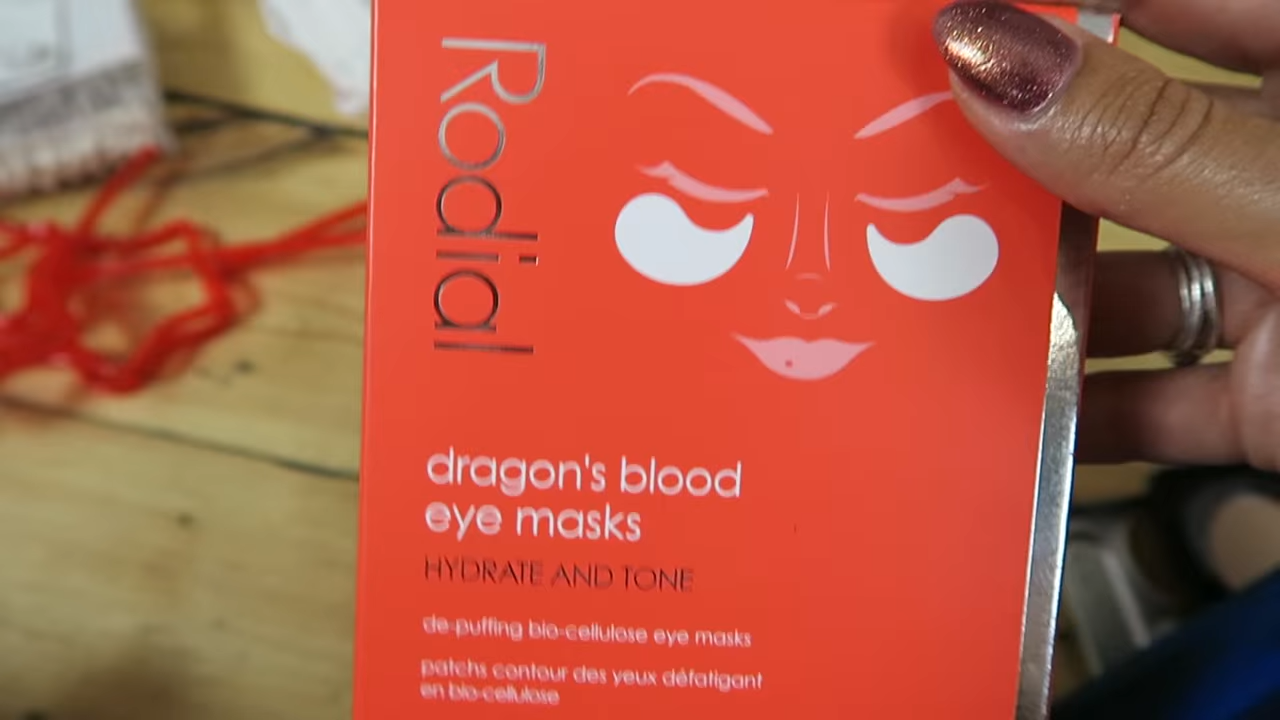 Rodial
dragon's blood
eye masks
HYDRATE AND TONE
de-puffing bio-cellulose eye masks
patchs contour des yeux défatigant
en bio-cellulose